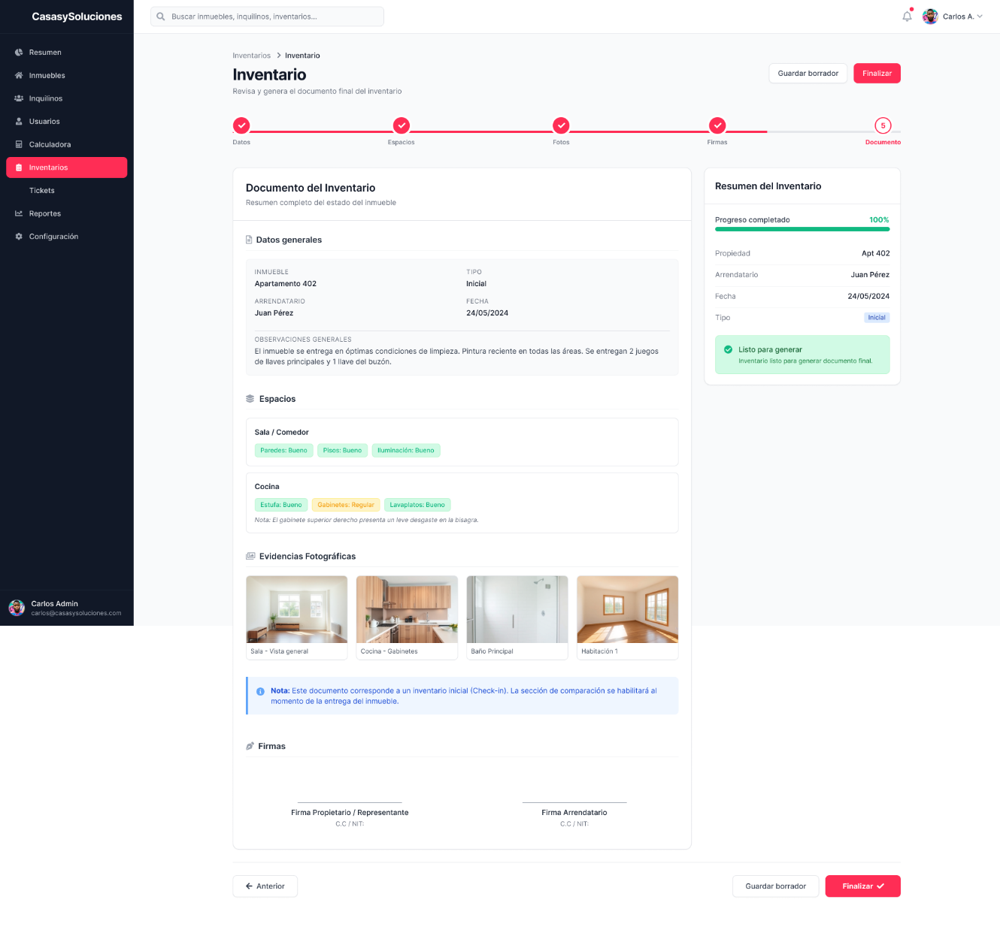 CasasySoluciones
Buscar inmuebles, inquilinos, inventarios...
Carlos A.
Resumen
Inmuebles
Inquilinos
Usuarios
Calculadora
Inventarios
Tickets
Reportes
Configuración
Carlos Admin
carlos@casasysoluciones.com
Inventarios > Inventario
Inventario
Revisa y genera el documento final del inventario
Guardar borrador
Finalizar
Datos
Espacios
Fotos
Firmas
5
Documento
Documento del Inventario
Resumen completo del estado del inmueble
Datos generales
INMUEBLE
Apartamento 402
TIPO
Inicial
ARRENDATARIO
Juan Pérez
FECHA
24/05/2024
OBSERVACIONES GENERALES
El inmueble se entrega en óptimas condiciones de limpieza. Pintura reciente en todas las áreas. Se entregan 2 juegos
de llaves principales y 1 llave del buzón.
Espacios
Sala / Comedor
Paredes: Bueno
Pisos: Bueno
Iluminación: Bueno
Cocina
Estufa: Bueno
Gabinetes: Regular
Lavaplatos: Bueno
Nota: El gabinete superior derecho presenta un leve desgaste en la bisagra.
Evidencias Fotográficas
Sala - Vista general
Cocina - Gabinetes
Baño Principal
Habitación 1
Nota: Este documento corresponde a un inventario inicial (Check-in). La sección de comparación se habilitará al
momento de la entrega del inmueble.
Firmas
Firma Propietario / Representante
C.C / NIT:
Firma Arrendatario
C.C / NIT:
Resumen del Inventario
Progreso completado
100%
Propiedad
Apt 402
Arrendatario
Juan Pérez
Fecha
24/05/2024
Tipo
Inicial
Listo para generar
Inventario listo para generar documento final.
Anterior
Guardar borrador
Finalizar